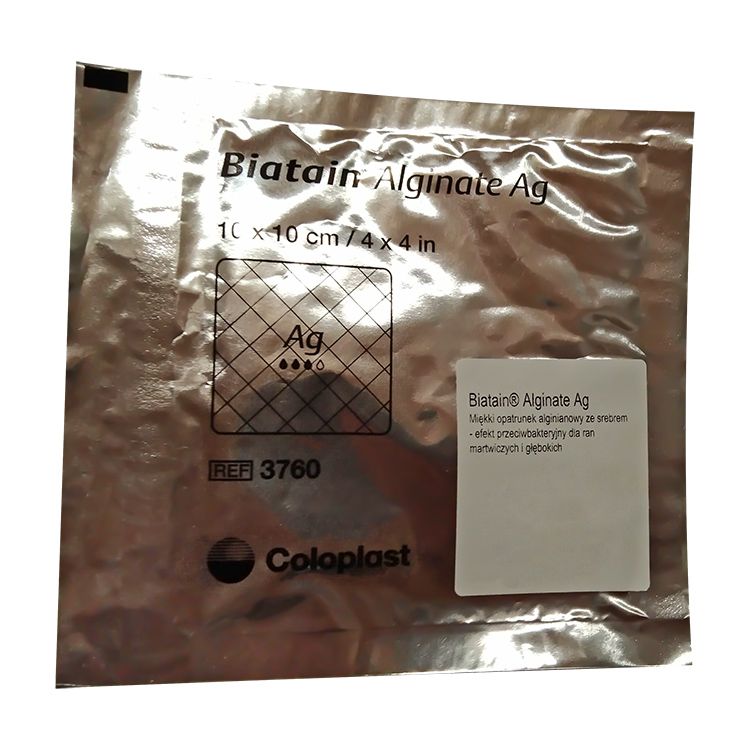 Biatain Alginate Ag
10 x 10 cm / 4 x 4 in
Ag
REF 3760
Coloplast
Biatain® Alginate Ag
Miękki opatrunek alginianowy ze srebrem
- efekt przeciwbakteryjny dla ran
martwiczych i głębokich